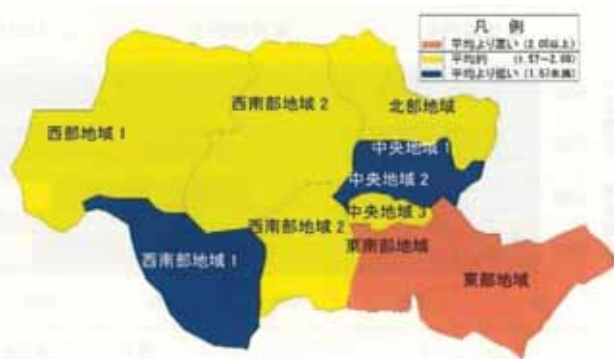 凡 例
平均より高い (2.06以上)
平均的 (1.57~2.06)
平均より低い (1.57未満)
西部地域 1
西南部地域 2
北部地域
中央地域 1
中央地域 2
中央地域 3
西南部地域 2
東南部地域
西南部地域 1
東部地域